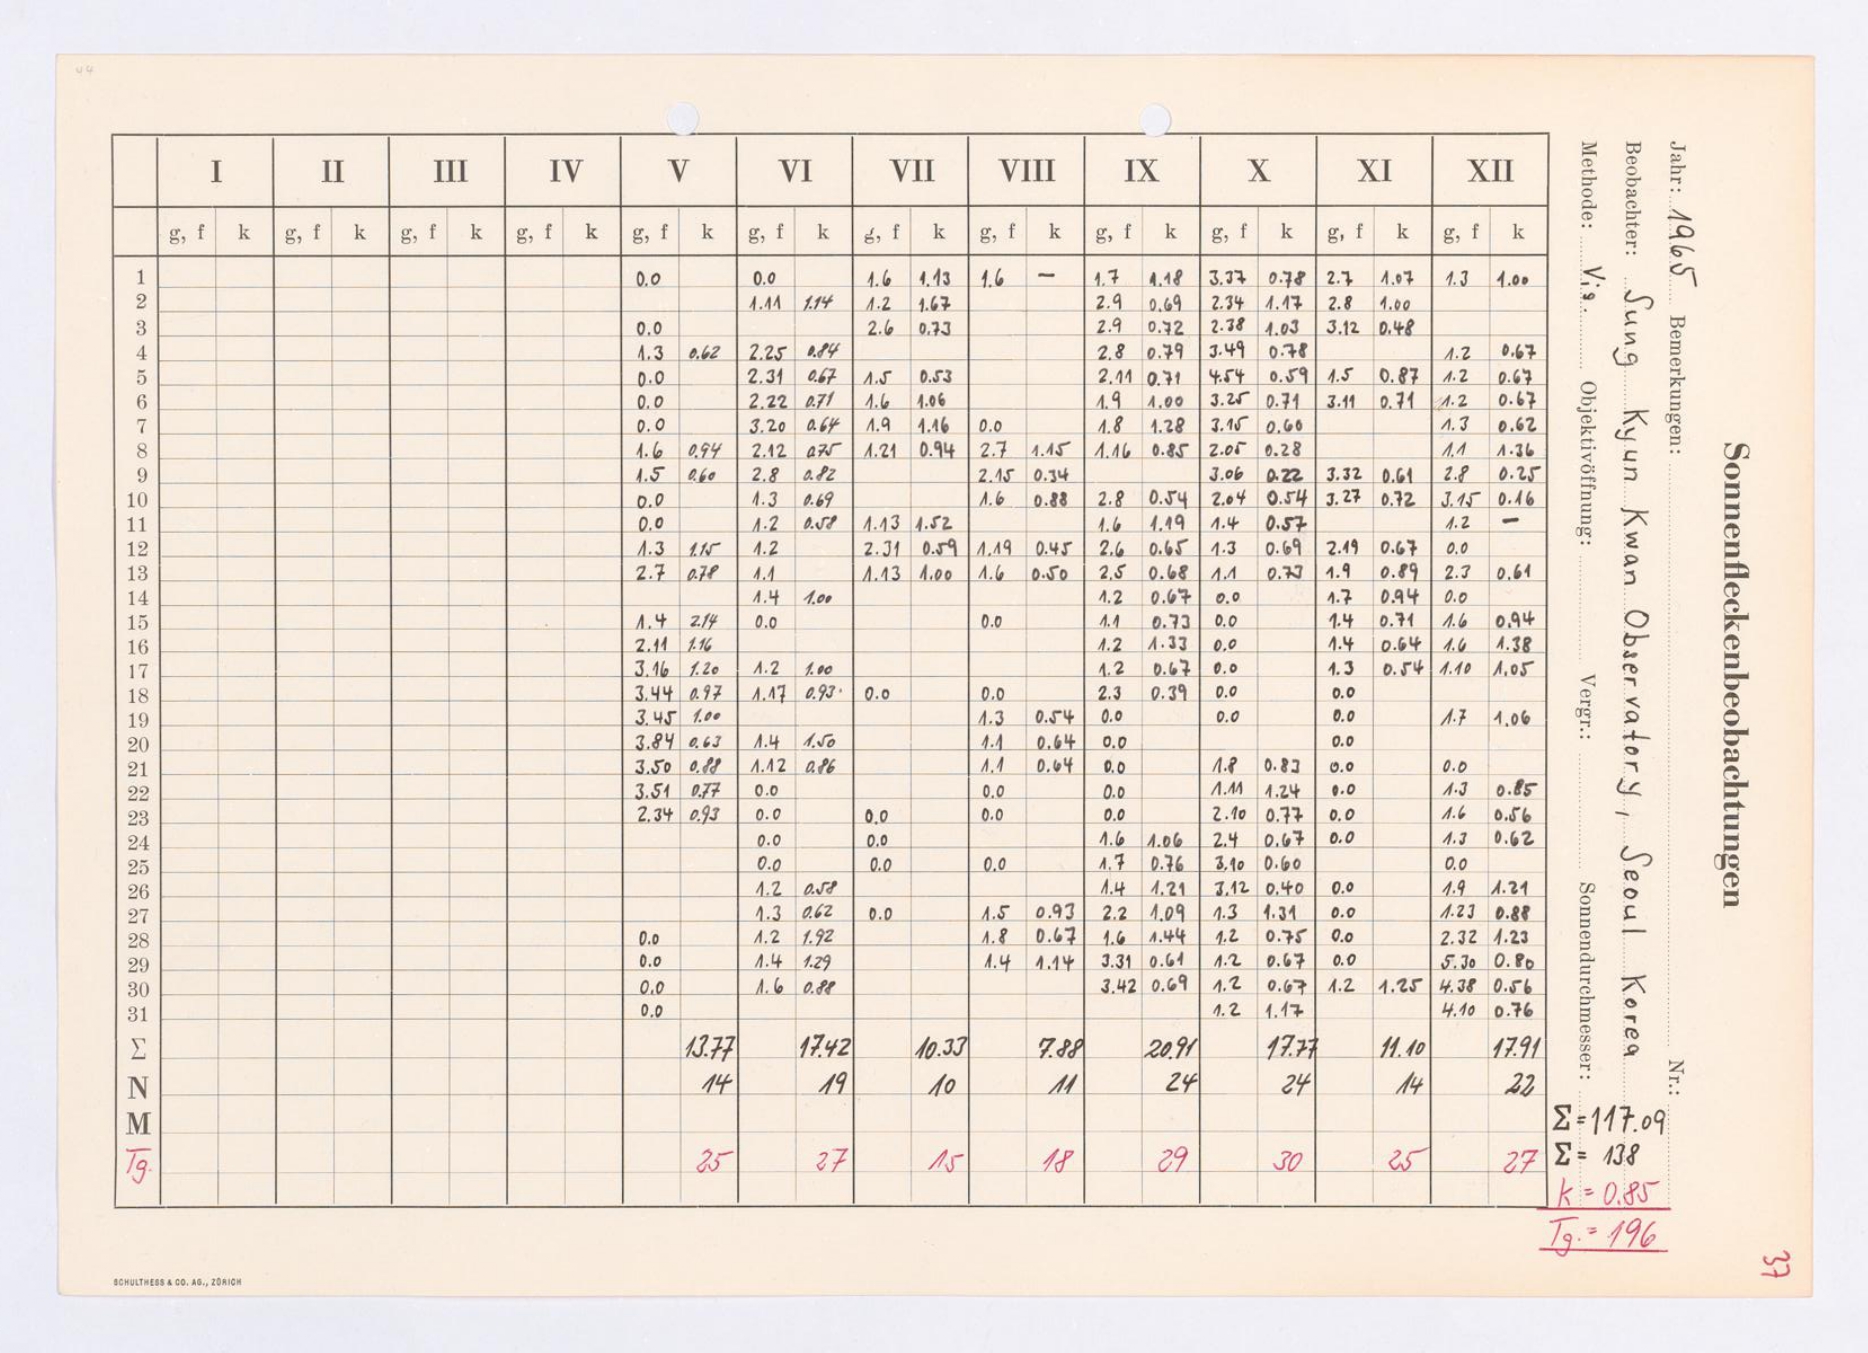 I II III IV V VI VII VIII IX X XI XII
g, f k g, f k g, f k g, f k g, f k g, f k g, f k g, f k g, f k g, f k g, f k g, f k
1 0.0 0.0 1.6 1.13 1.6 — 1.7 1.18 3.37 0.78 2.7 1.07 1.3 1.00
2 1.11 1.14 1.2 1.67 2.9 0.69 2.34 1.17 2.8 1.00
3 0.0 2.6 0.73 2.9 0.72 2.38 1.03 3.12 0.48
4 1.3 0.62 2.25 0.84 2.8 0.79 3.49 0.78 1.2 0.67
5 0.0 2.31 0.67 1.5 0.53 2.11 0.71 4.54 0.59 1.5 0.87 1.2 0.67
6 0.0 2.22 0.71 1.6 1.06 1.9 1.00 3.25 0.71 3.11 0.71 1.2 0.67
7 0.0 3.20 0.64 1.9 1.16 0.0 1.8 1.28 3.15 0.60 1.3 0.62
8 1.6 0.94 2.12 0.75 1.21 0.94 2.7 1.15 1.16 0.85 2.05 0.28 1.1 1.36
9 1.5 0.60 2.8 0.82 2.15 0.34 3.06 0.22 3.32 0.61 2.8 0.25
10 0.0 1.3 0.69 1.6 0.88 2.8 0.54 2.04 0.54 3.27 0.72 3.15 0.16
11 0.0 1.2 0.58 1.13 1.52 1.6 1.19 1.4 0.57 1.2 —
12 1.3 1.15 1.2 2.31 0.59 1.19 0.45 2.6 0.65 1.3 0.69 2.19 0.67 0.0
13 2.7 0.78 1.1 1.13 1.00 1.6 0.50 2.5 0.68 1.1 0.73 1.9 0.89 2.3 0.61
14 1.4 1.00 1.2 0.67 0.0 1.7 0.94 0.0
15 1.4 2.14 0.0 0.0 1.1 0.73 0.0 1.4 0.71 1.6 0.94
16 2.11 1.16 1.2 1.33 0.0 1.4 0.64 1.6 1.38
17 3.16 1.20 1.2 1.00 1.2 0.67 0.0 1.3 0.54 1.10 1.05
18 3.44 0.97 1.17 0.93 0.0 0.0 2.3 0.39 0.0 0.0
19 3.45 1.00 1.3 0.54 0.0 0.0 0.0 1.7 1.06
20 3.84 0.63 1.4 1.50 1.1 0.64 0.0 0.0
21 3.50 0.88 1.12 0.86 1.1 0.64 0.0 1.8 0.83 0.0 0.0
22 3.51 0.77 0.0 0.0 0.0 1.11 1.24 0.0 1.3 0.85
23 2.34 0.93 0.0 0.0 0.0 0.0 2.10 0.77 0.0 1.6 0.56
24 0.0 0.0 1.6 1.06 2.4 0.67 0.0 1.3 0.62
25 0.0 0.0 0.0 1.7 0.76 3.10 0.60 0.0
26 1.2 0.58 1.4 1.21 3.12 0.40 0.0 1.9 1.21
27 1.3 0.62 0.0 1.5 0.93 2.2 1.09 1.3 1.31 0.0 1.23 0.88
28 0.0 1.2 1.92 1.8 0.67 1.6 1.44 1.2 0.75 0.0 2.32 1.23
29 0.0 1.4 1.29 1.4 1.14 3.31 0.61 1.2 0.67 0.0 5.30 0.80
30 0.0 1.6 0.88 3.42 0.69 1.2 0.67 1.2 1.25 4.38 0.56
31 0.0 1.2 1.17 4.10 0.76
Σ 13.77 17.42 10.33 7.88 20.91 17.77 11.10 17.91
N 14 19 10 11 24 24 14 22
M
Tg. 25 27 15 18 29 30 25 27
Sonnenfleckenbeobachtungen
Jahr: 1965 Bemerkungen: Nr.:
Beobachter: Sung Kyun Kwan Observatory, Seoul Korea
Methode: Vis. Objektivöffnung: Vergr.: Sonnendurchmesser:
Σ=117.09
Σ= 138
k = 0.85
Tg. = 196
37
SCHULTHESS & CO. AG., ZÜRICH